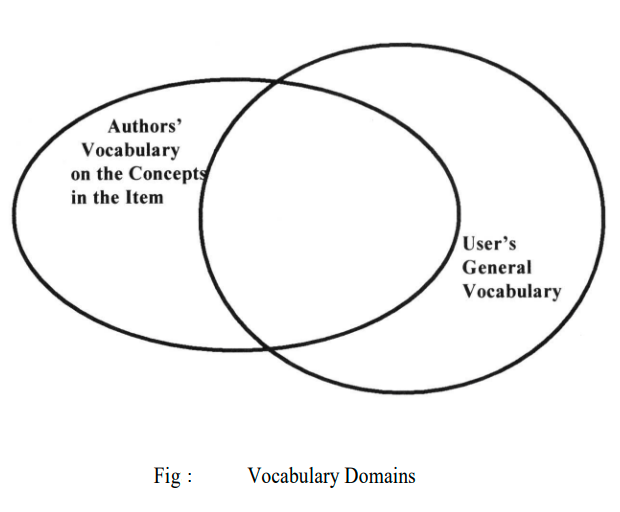 Authors’
Vocabulary
on the Concepts
in the Item
User’s
General
Vocabulary
Fig : Vocabulary Domains